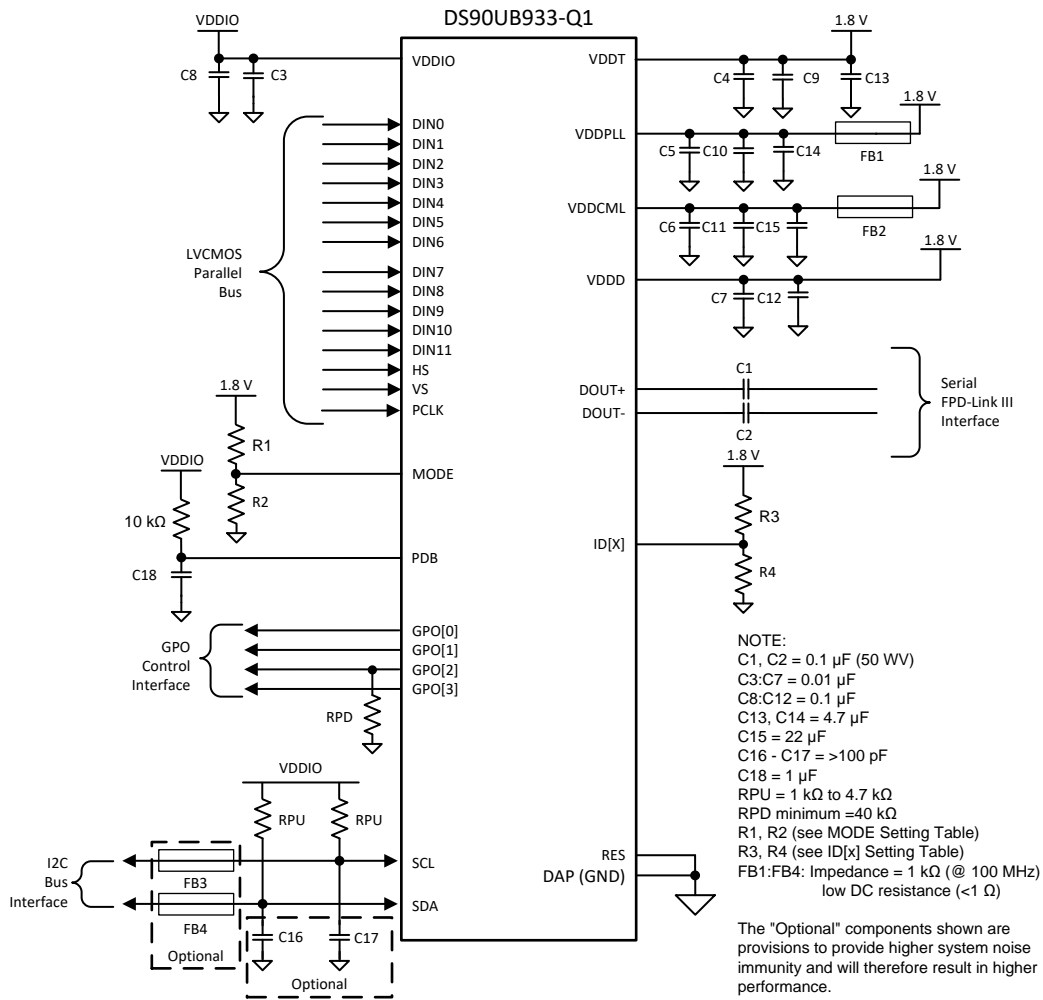 DS90UB933-Q1
VDDIO
C8
C3
VDDIO
DIN0
DIN1
DIN2
DIN3
DIN4
DIN5
DIN6
DIN7
DIN8
DIN9
DIN10
DIN11
HS
VS
PCLK
LVCMOS
Parallel
Bus
1.8 V
R1
R2
MODE
VDDIO
10 kΩ
C18
PDB
GPO[0]
GPO[1]
GPO[2]
GPO[3]
GPO
Control
Interface
RPD
VDDIO
RPU
RPU
I2C
Bus
Interface
FB3
FB4
Optional
SCL
SDA
C16
C17
Optional
VDDT
1.8 V
C4
C9
C13
VDDPLL
1.8 V
C5
C10
C14
FB1
VDDCML
1.8 V
C6
C11
C15
FB2
VDDD
1.8 V
C7
C12
DOUT+
DOUT-
C1
C2
Serial
FPD-Link III
Interface
1.8 V
R3
ID[X]
R4
RES
DAP (GND)
NOTE:
C1, C2 = 0.1 µF (50 WV)
C3:C7 = 0.01 µF
C8:C12 = 0.1 µF
C13, C14 = 4.7 µF
C15 = 22 µF
C16 - C17 = >100 pF
C18 = 1 µF
RPU = 1 kΩ to 4.7 kΩ
RPD minimum =40 kΩ
R1, R2 (see MODE Setting Table)
R3, R4 (see ID[x] Setting Table)
FB1:FB4: Impedance = 1 kΩ (@ 100 MHz)
low DC resistance (<1 Ω)
The "Optional" components shown are
provisions to provide higher system noise
immunity and will therefore result in higher
performance.